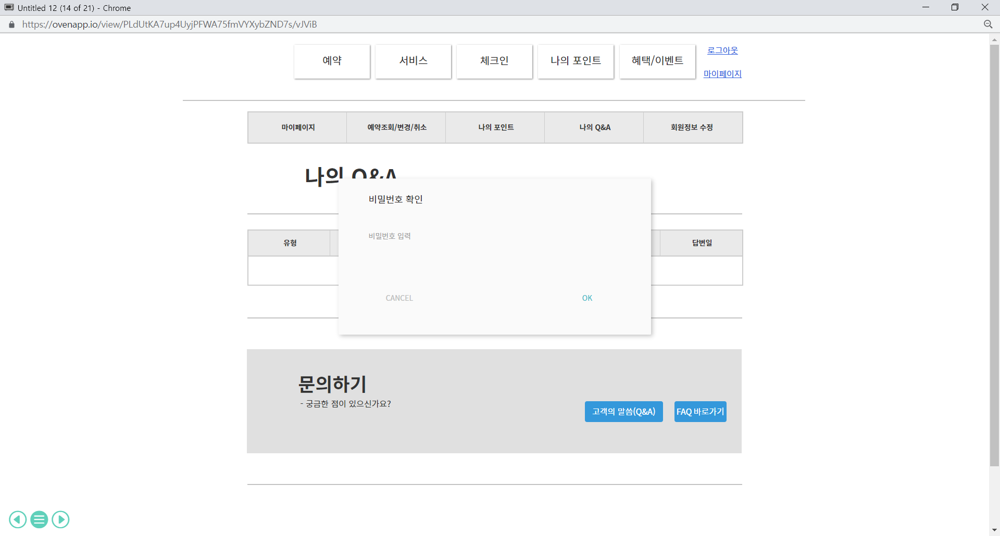 Untitled 12 (14 of 21) - Chrome
https://ovenapp.io/view/PLdUtKA7up4UyjPFWA75fmVYXybZND7s/vJViB
예약 서비스 체크인 나의 포인트 혜택/이벤트 로그아웃
마이페이지
마이페이지 예약조회/변경/취소 나의 포인트 나의 Q&A 회원정보 수정
나의 Q&A
비밀번호 확인
비밀번호 입력
유형 답변일
CANCEL OK
문의하기
- 궁금한 점이 있으신가요?
고객의 말씀(Q&A) FAQ 바로가기